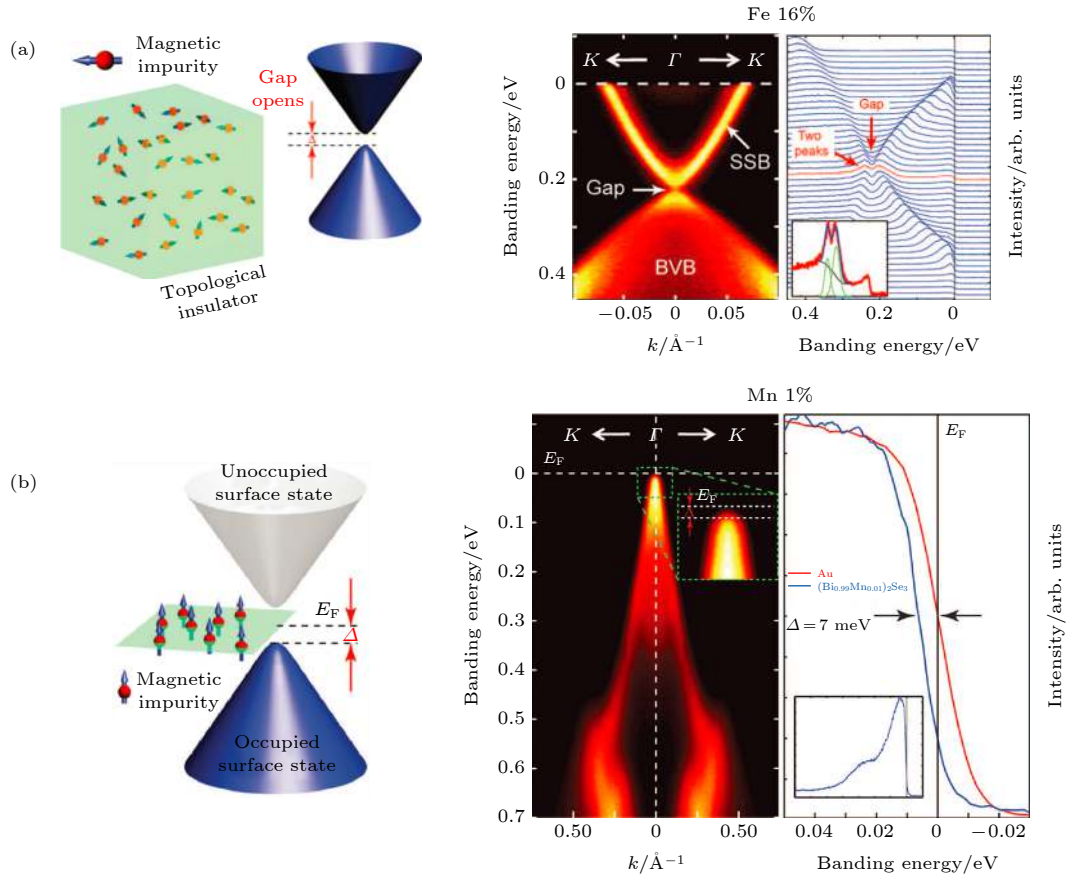 (a)
Magnetic
impurity
Gap
opens
Δ
Topological
insulator
Fe 16%
K Γ K
SSB
Gap
BVB
0
0.2
0.4
Banding energy/eV
−0.05 0 0.05
k/Å⁻¹
Gap
Two
peaks
0.4 0.2 0
Banding energy/eV
Intensity/arb. units
(b)
Unoccupied
surface state
E_F
Δ
Magnetic
impurity
Occupied
surface state
Mn 1%
K Γ K
E_F
E_F
0
0.1
0.2
0.3
0.4
0.5
0.6
0.7
Banding energy/eV
0.50 0 0.50
k/Å⁻¹
E_F
Au
(Bi₀.₉₉Mn₀.₀₁)₂Se₃
Δ = 7 meV
0.04 0.02 0 −0.02
Banding energy/eV
Intensity/arb. units